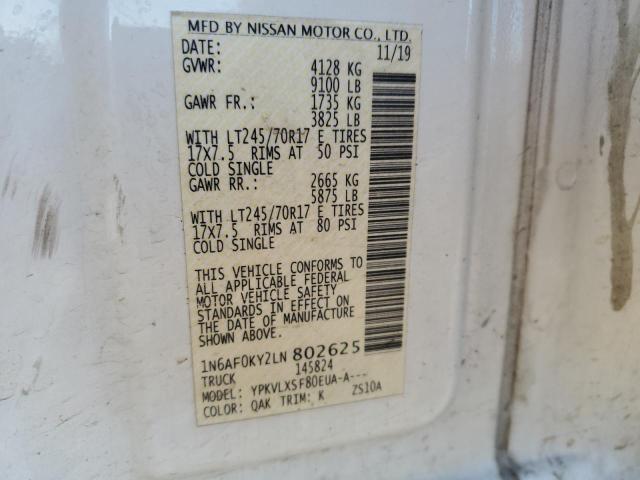 MFD BY NISSAN MOTOR CO., LTD.
DATE: 11/19
GVWR: 4128 KG
9100 LB
GAWR FR.: 1735 KG
3825 LB
WITH LT245/70R17 E TIRES
17X7.5 RIMS AT 50 PSI
COLD SINGLE
GAWR RR.: 2665 KG
5875 LB
WITH LT245/70R17 E TIRES
17X7.5 RIMS AT 80 PSI
COLD SINGLE
THIS VEHICLE CONFORMS TO
ALL APPLICABLE FEDERAL
MOTOR VEHICLE SAFETY
STANDARDS IN EFFECT ON
THE DATE OF MANUFACTURE
SHOWN ABOVE.
1N6AF0KY2LN 802625
TRUCK 145824
MODEL: YPKVLXSF80EUA-A---
COLOR: QAK TRIM: K ZS10A